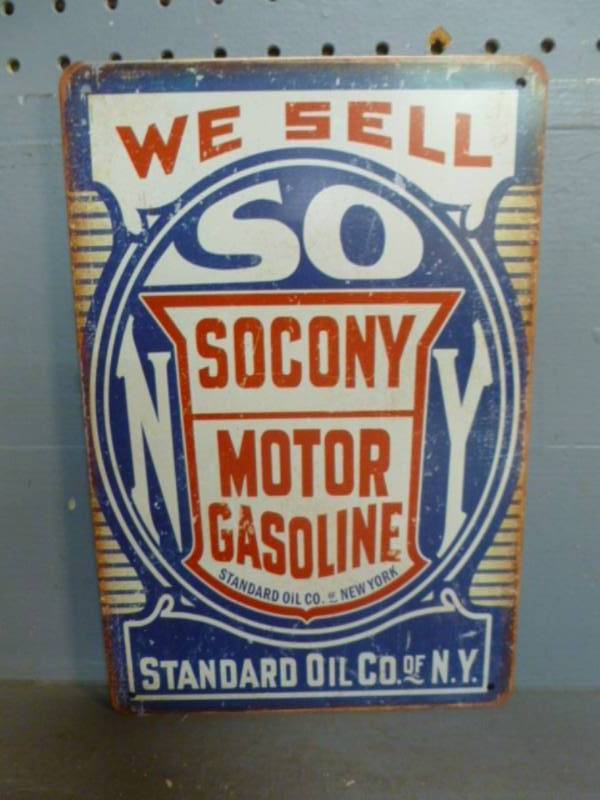 WE SELL
SO
N Y
SOCONY
MOTOR
GASOLINE
STANDARD OIL CO. OF NEW YORK
STANDARD OIL CO. OF N.Y.